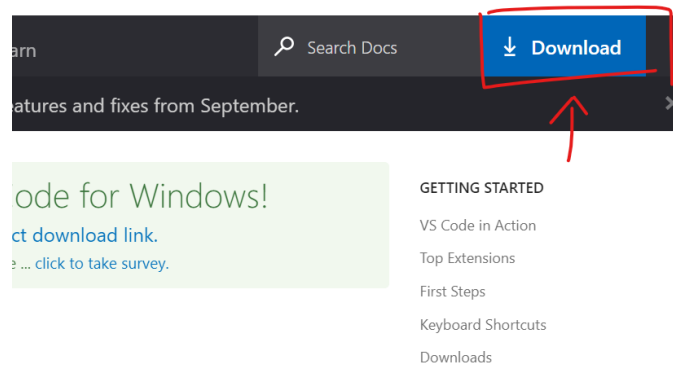 arn
Search Docs
Download
eatures and fixes from September.
ode for Windows!
ct download link.
... click to take survey.
GETTING STARTED
VS Code in Action
Top Extensions
First Steps
Keyboard Shortcuts
Downloads